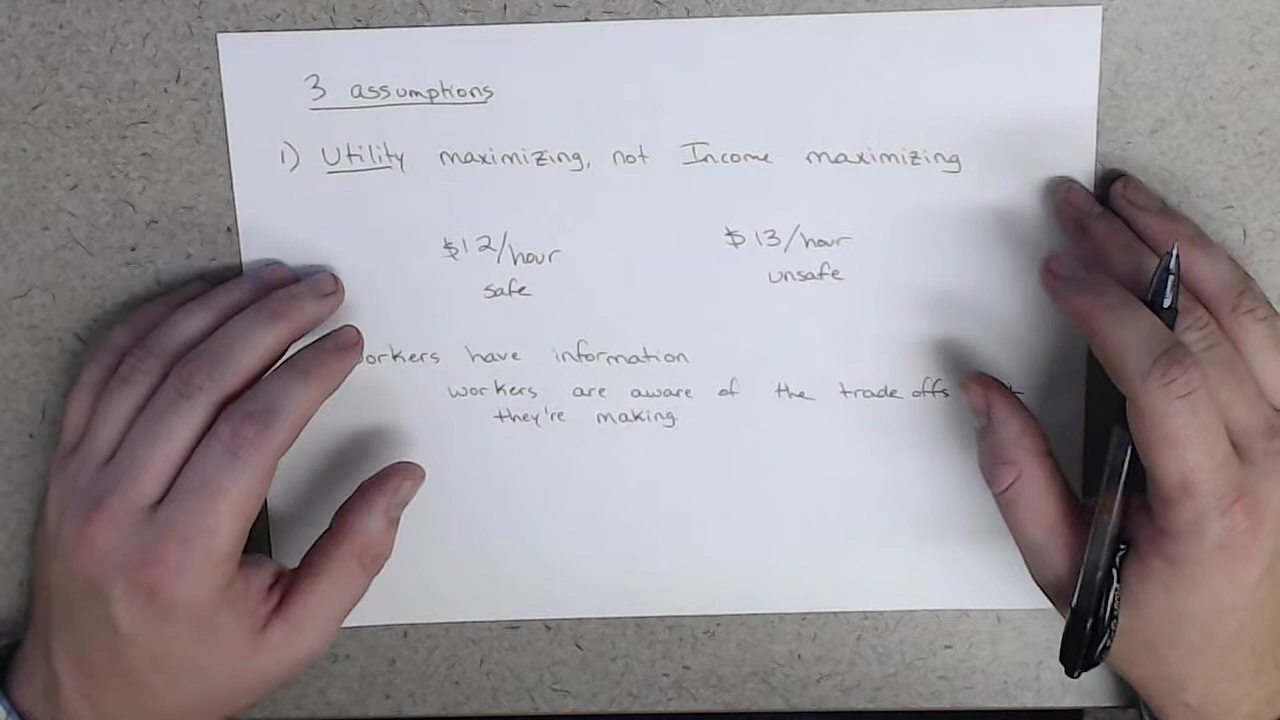 3 assumptions
1) Utility maximizing, not Income maximizing
$12/hour $13/hour
safe unsafe
workers have information
workers are aware of the trade offs
they're making